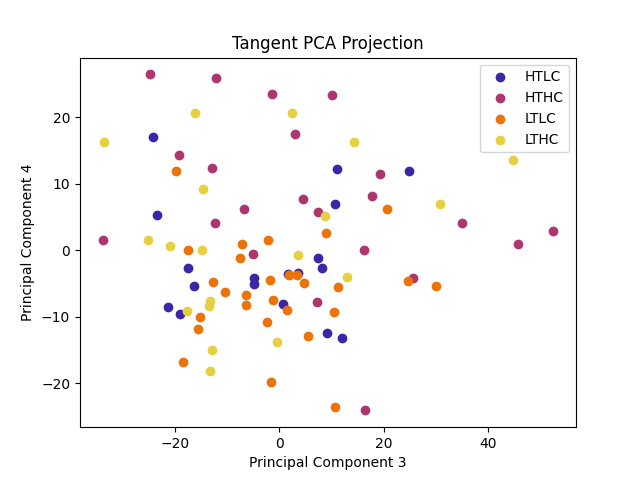 Tangent PCA Projection
HTLC
HTHC
LTLC
LTHC
Principal Component 4
20
10
0
−10
−20
−20
0
20
40
Principal Component 3